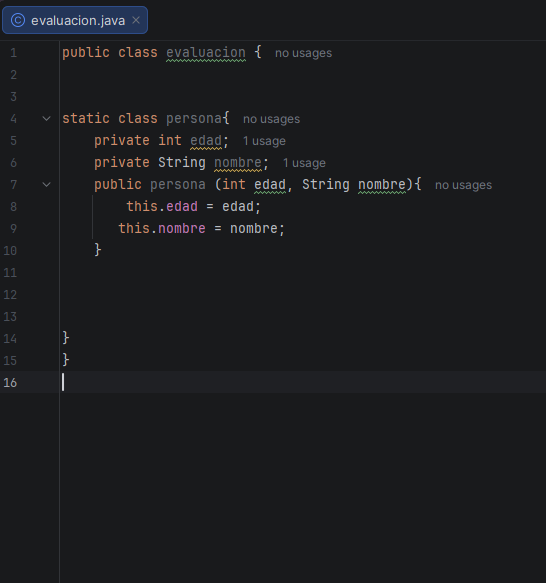 evaluacion.java
1 public class evaluacion { no usages
2
3
4 static class persona{ no usages
5 private int edad; 1 usage
6 private String nombre; 1 usage
7 public persona (int edad, String nombre){ no usages
8 this.edad = edad;
9 this.nombre = nombre;
10 }
11
12
13
14 }
15 }
16